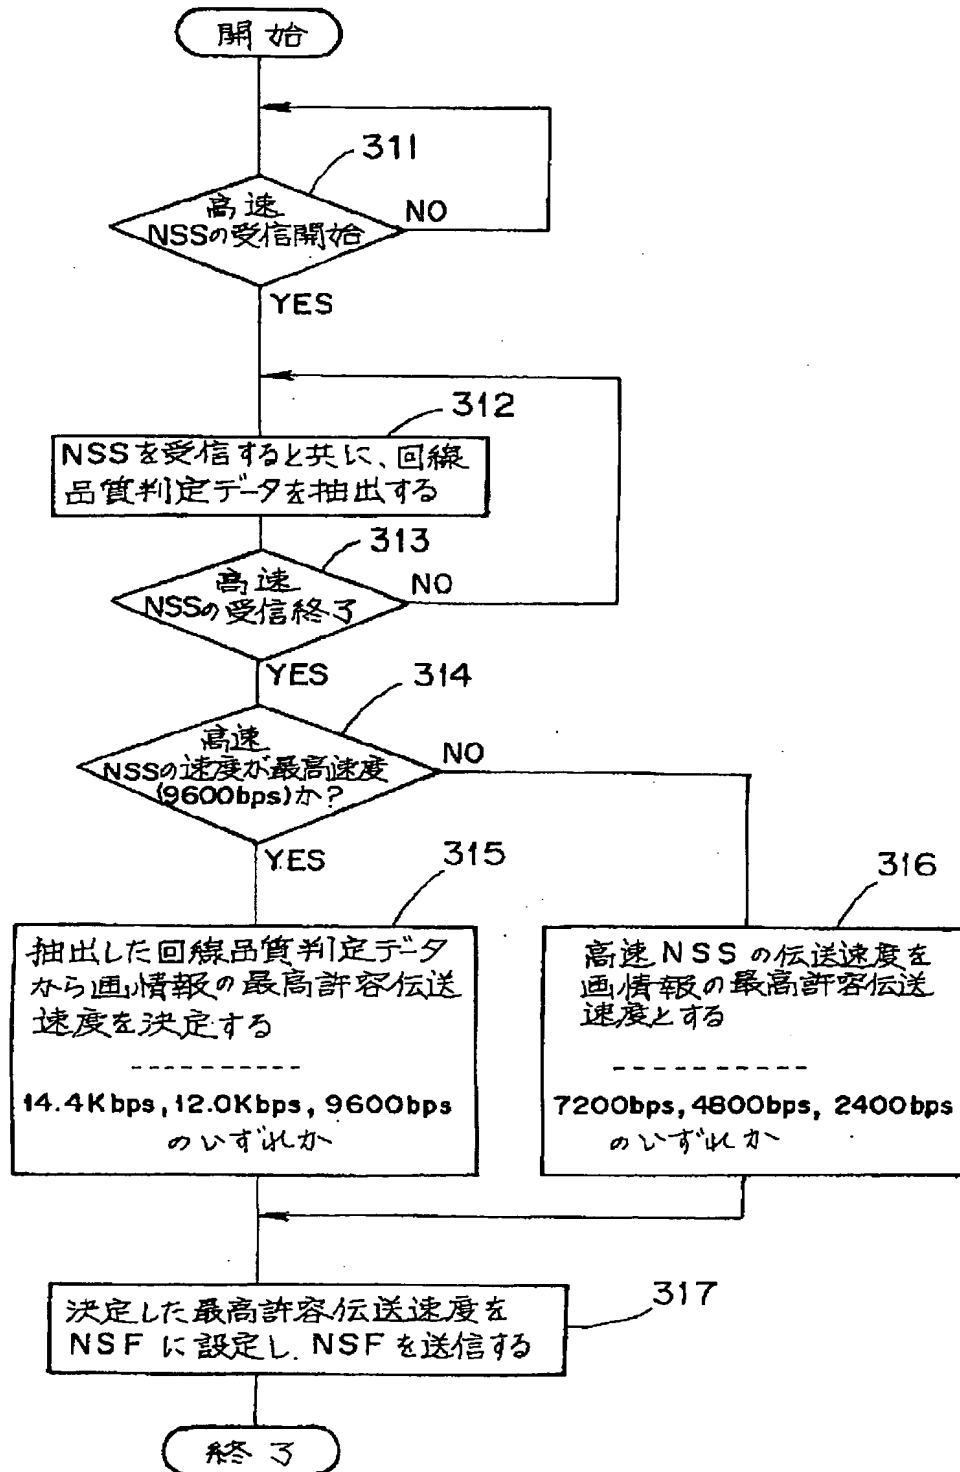 開始
311
高速
NSSの受信開始
NO
YES
312
NSSを受信すると共に、回線
品質判定データを抽出する
313
高速
NSSの受信終了
NO
YES
314
高速
NSSの速度が最高速度
(9600bps)か?
NO
YES
315
抽出した回線品質判定データ
から画情報の最高許容伝送
速度を決定する
14.4Kbps,12.0Kbps, 9600bps
のいずれか
316
高速NSSの伝送速度を
画情報の最高許容伝送
速度とする
7200bps,4800bps, 2400bps
のいずれか
317
決定した最高許容伝送速度を
NSFに設定し、NSFを送信する
終了